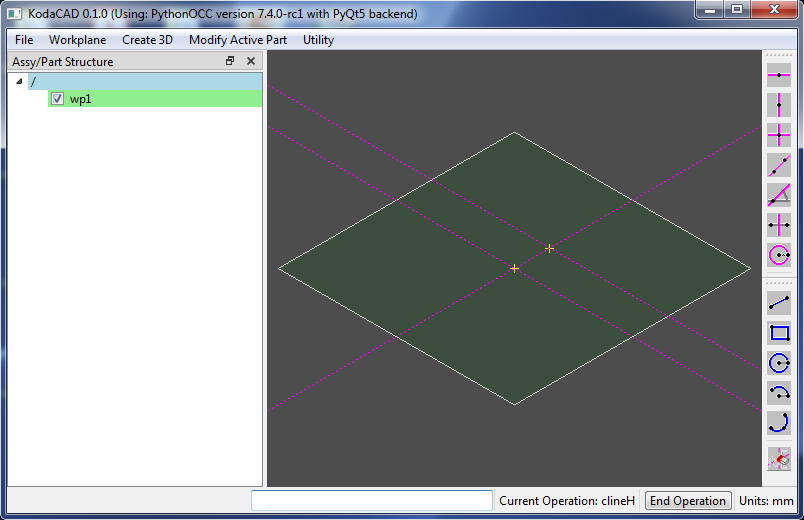 KodaCAD 0.1.0 (Using: PythonOCC version 7.4.0-rc1 with PyQt5 backend)
File Workplane Create 3D Modify Active Part Utility
Assy/Part Structure
/
wp1
Current Operation: clineH End Operation Units: mm